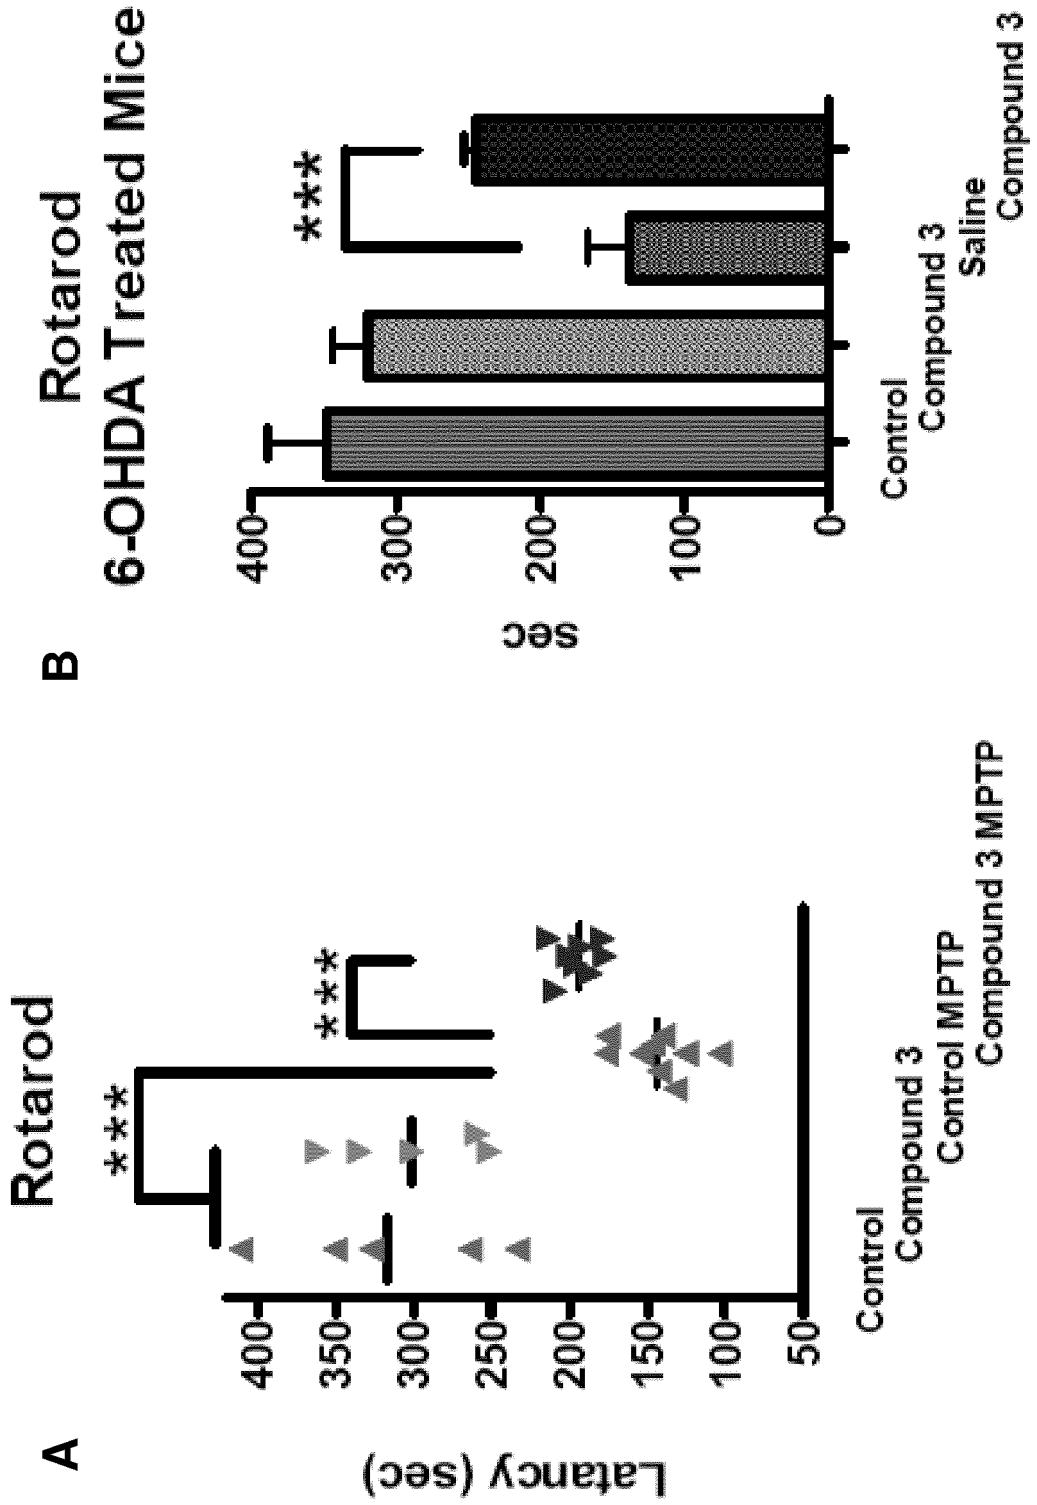 A
Rotarod
***
***
Latancy (sec)
400
350
300
250
200
150
100
50
Control
Compound 3
Control MPTP
Compound 3 MPTP
B
Rotarod
6-OHDA Treated Mice
***
sec
400
300
200
100
0
Control
Compound 3
Saline
Compound 3